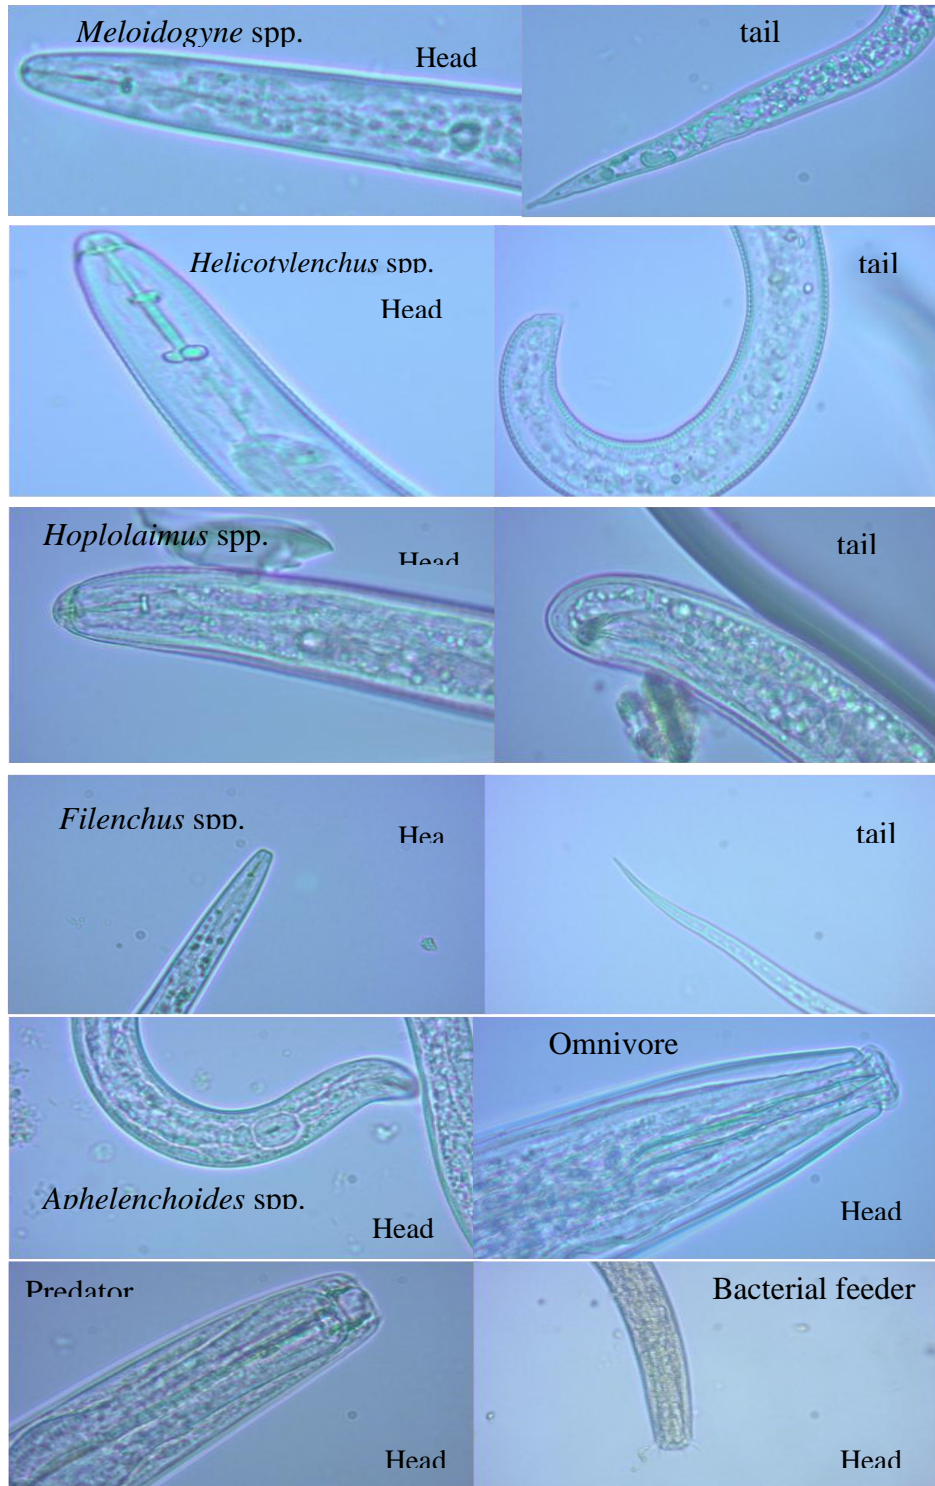 Meloidogyne spp.
Head
tail
Helicotylenchus spp.
Head
tail
Hoplolaimus spp.
Head
tail
Filenchus spp.
Hea
tail
Aphelenchoides spp.
Head
Omnivore
Head
Predator
Head
Bacterial feeder
Head